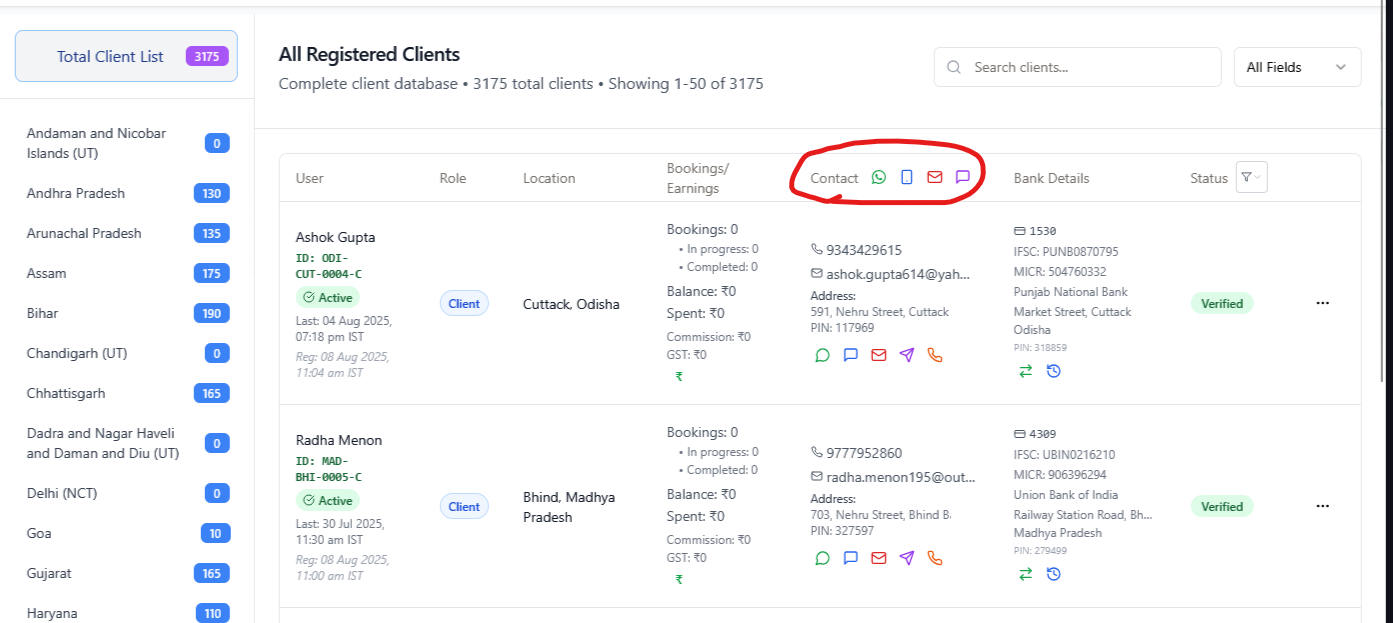 Total Client List 3175
Andaman and Nicobar
Islands (UT) 0
Andhra Pradesh 130
Arunachal Pradesh 135
Assam 175
Bihar 190
Chandigarh (UT) 0
Chhattisgarh 165
Dadra and Nagar Haveli
and Daman and Diu (UT) 0
Delhi (NCT) 0
Goa 10
Gujarat 165
Haryana 110
All Registered Clients
Complete client database • 3175 total clients • Showing 1-50 of 3175
Search clients...
All Fields
User
Role
Location
Bookings/
Earnings
Contact
Bank Details
Status
Ashok Gupta
ID: ODI-
CUT-0004-C
Active
Last: 04 Aug 2025,
07:18 pm IST
Reg: 08 Aug 2025,
11:04 am IST
Client
Cuttack, Odisha
Bookings: 0
• In progress: 0
• Completed: 0
Balance: ₹0
Spent: ₹0
Commission: ₹0
GST: ₹0
₹
9343429615
ashok.gupta614@yah...
Address:
591, Nehru Street, Cuttack
PIN: 117969
1530
IFSC: PUNB0870795
MICR: 504760332
Punjab National Bank
Market Street, Cuttack
Odisha
PIN: 318859
Verified
...
Radha Menon
ID: MAD-
BHI-0005-C
Active
Last: 30 Jul 2025,
11:30 am IST
Reg: 08 Aug 2025,
11:00 am IST
Client
Bhind, Madhya
Pradesh
Bookings: 0
• In progress: 0
• Completed: 0
Balance: ₹0
Spent: ₹0
Commission: ₹0
GST: ₹0
₹
9777952860
radha.menon195@out...
Address:
703, Nehru Street, Bhind B.
PIN: 327597
4309
IFSC: UBIN0216210
MICR: 906396294
Union Bank of India
Railway Station Road, Bh...
Madhya Pradesh
PIN: 279499
Verified
...